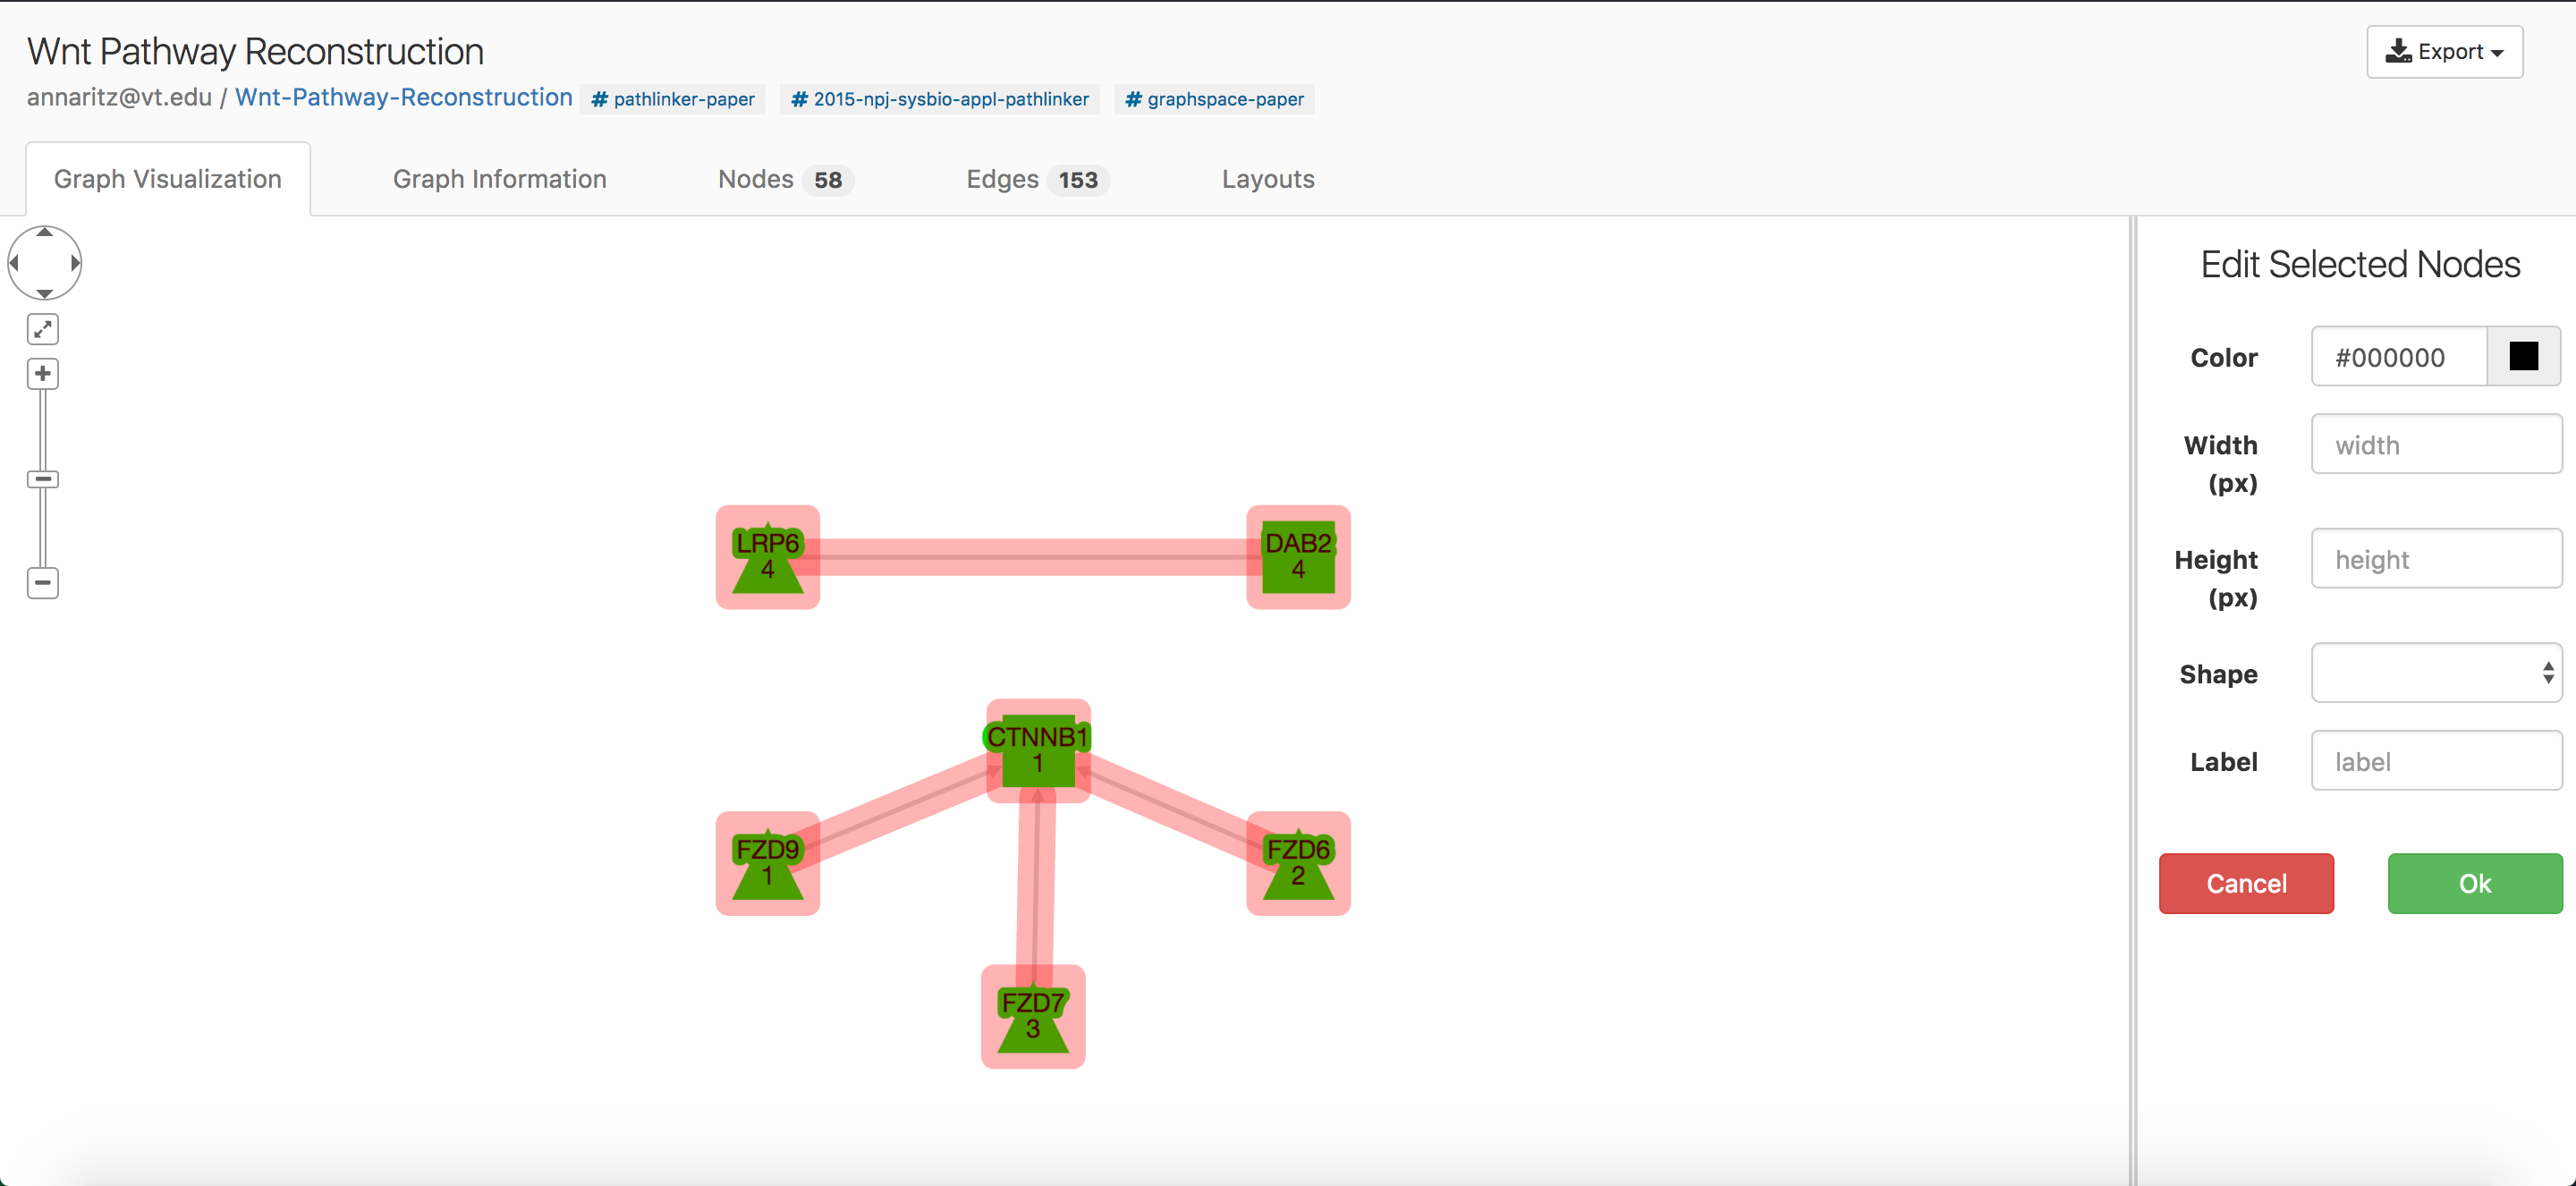 Wnt Pathway Reconstruction
Export
annaritz@vt.edu / Wnt-Pathway-Reconstruction # pathlinker-paper # 2015-npj-sysbio-appl-pathlinker # graphspace-paper
Graph Visualization Graph Information Nodes 58 Edges 153 Layouts
LRP6
4
DAB2
4
CTNNB1
1
FZD9
1
FZD6
2
FZD7
3
Edit Selected Nodes
Color #000000
Width (px) width
Height (px) height
Shape
Label label
Cancel Ok